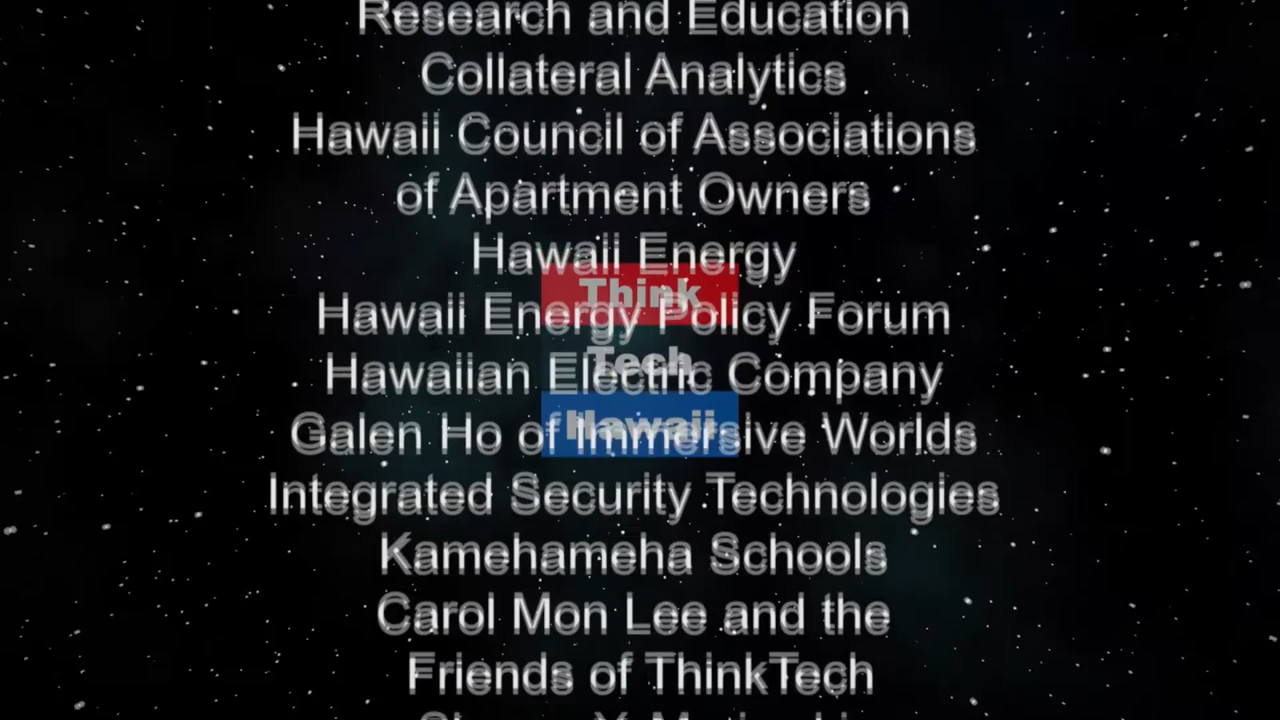 Research and Education
Collateral Analytics
Hawaii Council of Associations
of Apartment Owners
Hawaii Energy
Think
Hawaii Energy Policy Forum
Tech
Hawaiian Electric Company
Hawaii
Galen Ho of Immersive Worlds
Integrated Security Technologies
Kamehameha Schools
Carol Mon Lee and the
Friends of ThinkTech